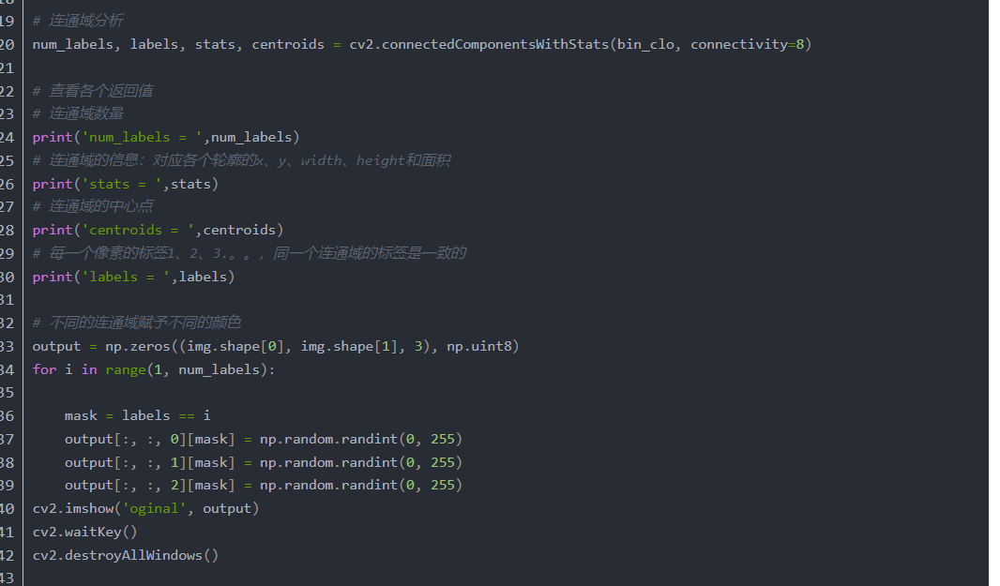 19 # 连通域分析
20 num_labels, labels, stats, centroids = cv2.connectedComponentsWithStats(bin_clo, connectivity=8)
21
22 # 查看各个返回值
23 # 连通域数量
24 print('num_labels = ',num_labels)
25 # 连通域的信息：对应各个轮廓的x、y、width、height和面积
26 print('stats = ',stats)
27 # 连通域的中心点
28 print('centroids = ',centroids)
29 # 每一个像素的标签1、2、3.。。，同一个连通域的标签是一致的
30 print('labels = ',labels)
31
32 # 不同的连通域赋予不同的颜色
33 output = np.zeros((img.shape[0], img.shape[1], 3), np.uint8)
34 for i in range(1, num_labels):
35
36     mask = labels == i
37     output[:, :, 0][mask] = np.random.randint(0, 255)
38     output[:, :, 1][mask] = np.random.randint(0, 255)
39     output[:, :, 2][mask] = np.random.randint(0, 255)
40 cv2.imshow('oginal', output)
41 cv2.waitKey()
42 cv2.destroyAllWindows()
43